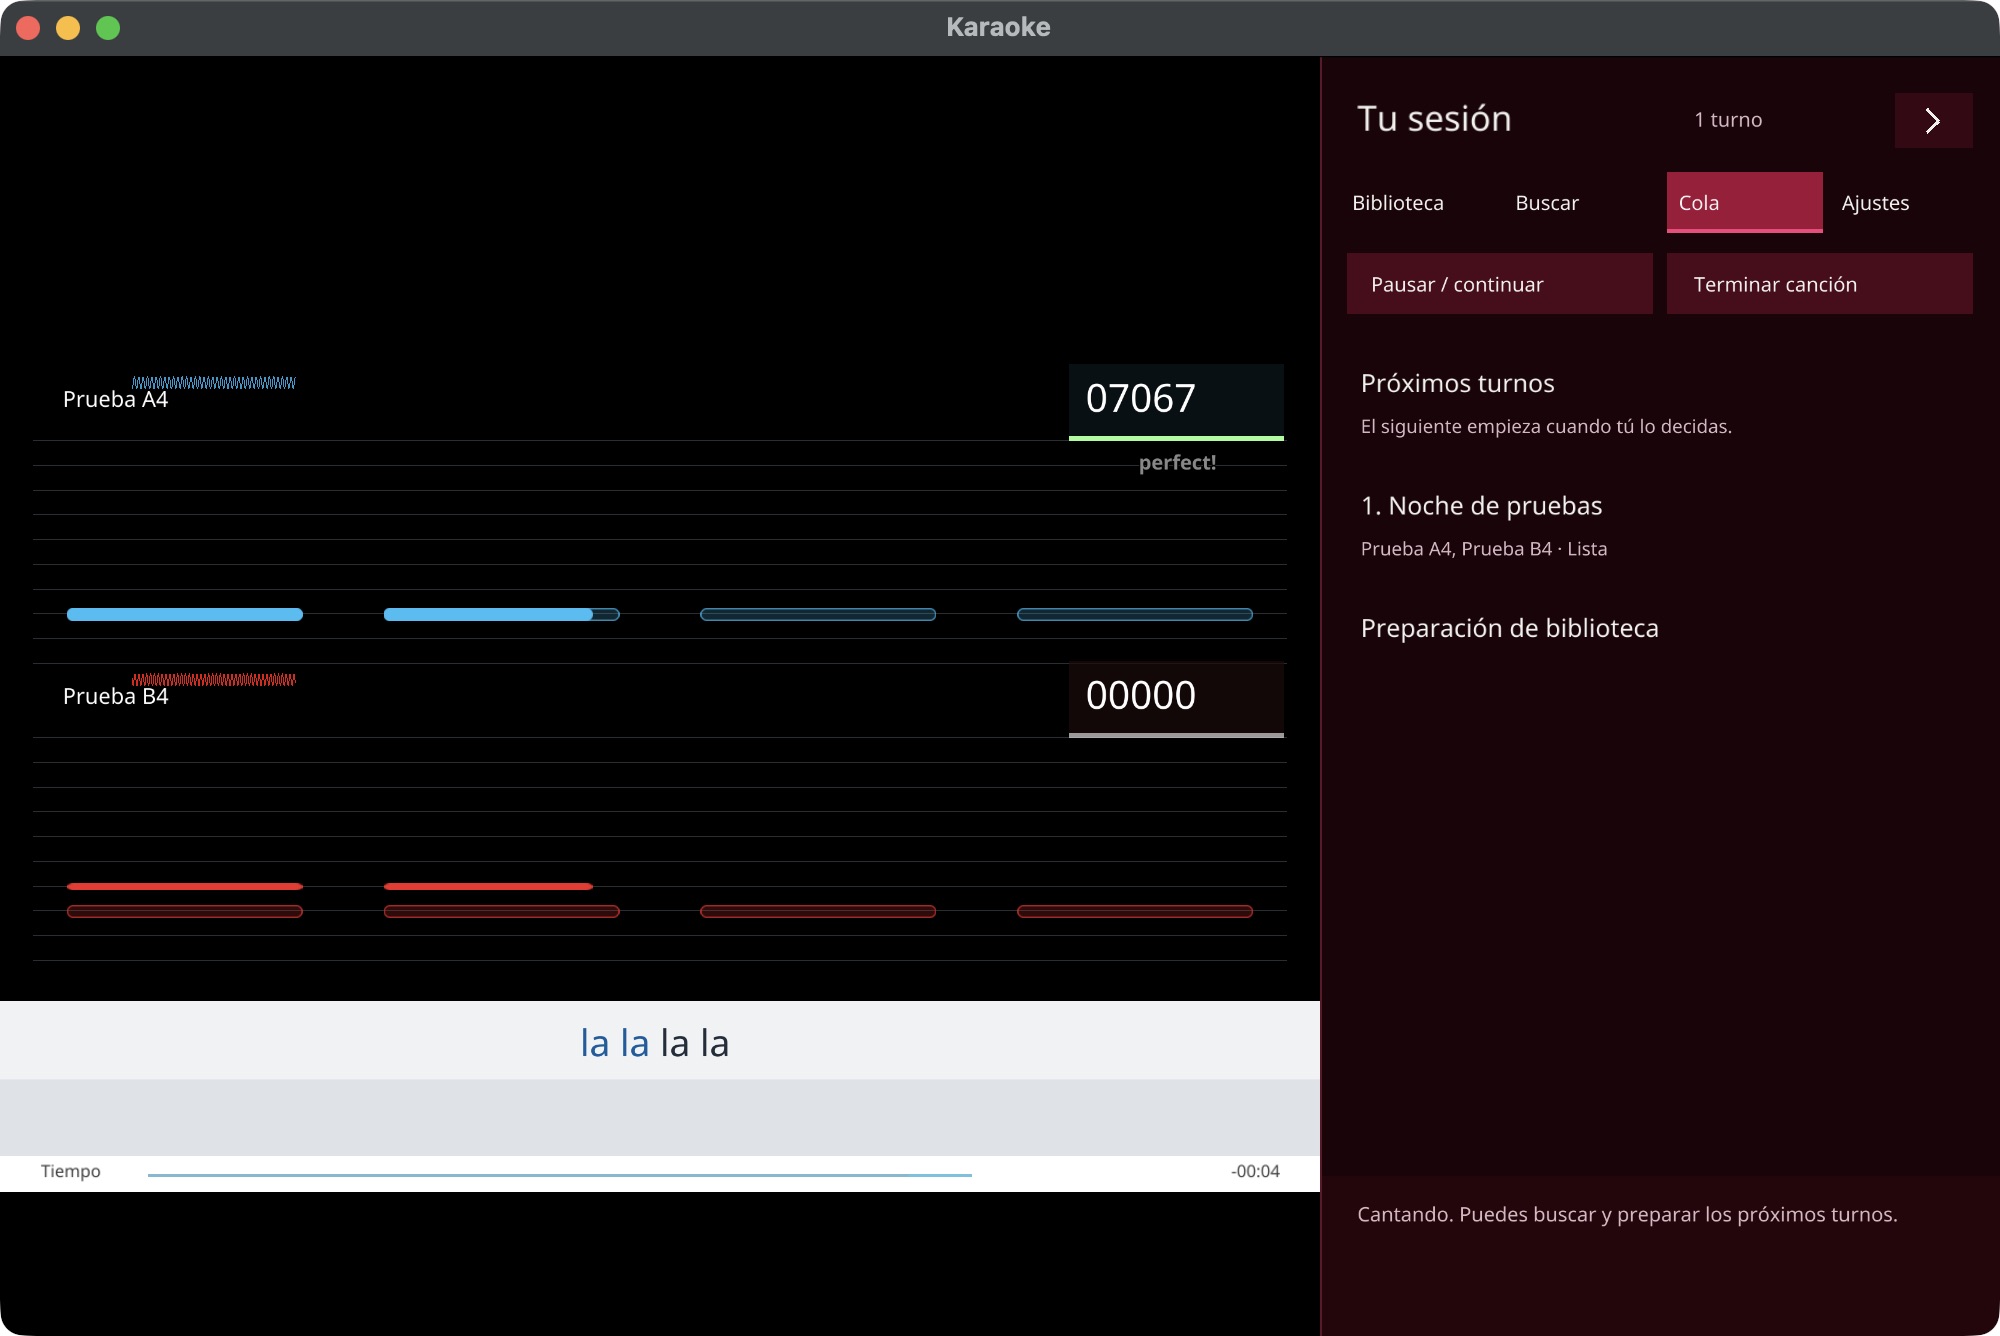 Karaoke
Prueba A4
07067
perfect!
Prueba B4
00000
la la la la
Tiempo
-00:04
Tu sesión
1 turno
Biblioteca
Buscar
Cola
Ajustes
Pausar / continuar
Terminar canción
Próximos turnos
El siguiente empieza cuando tú lo decidas.
1. Noche de pruebas
Prueba A4, Prueba B4 · Lista
Preparación de biblioteca
Cantando. Puedes buscar y preparar los próximos turnos.